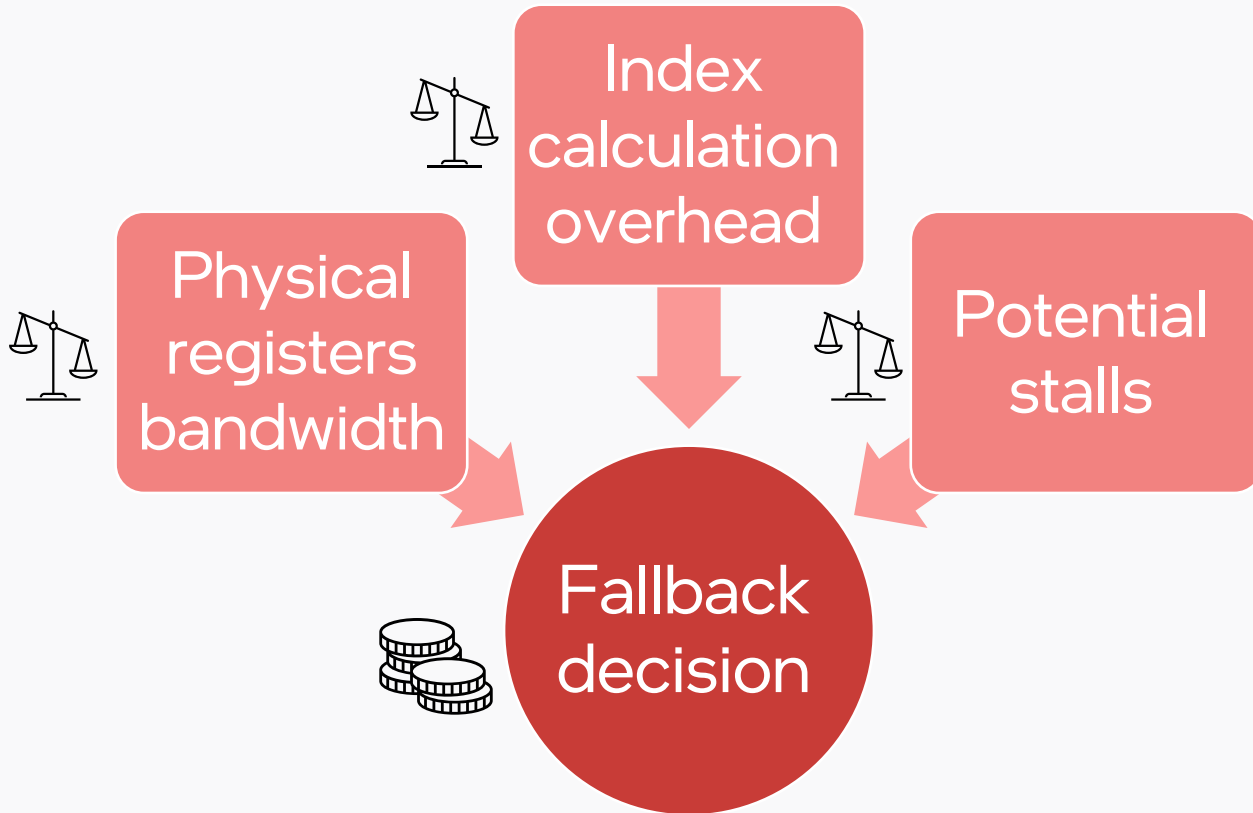 Index
calculation
overhead
Physical
registers
bandwidth
Potential
stalls
Fallback
decision